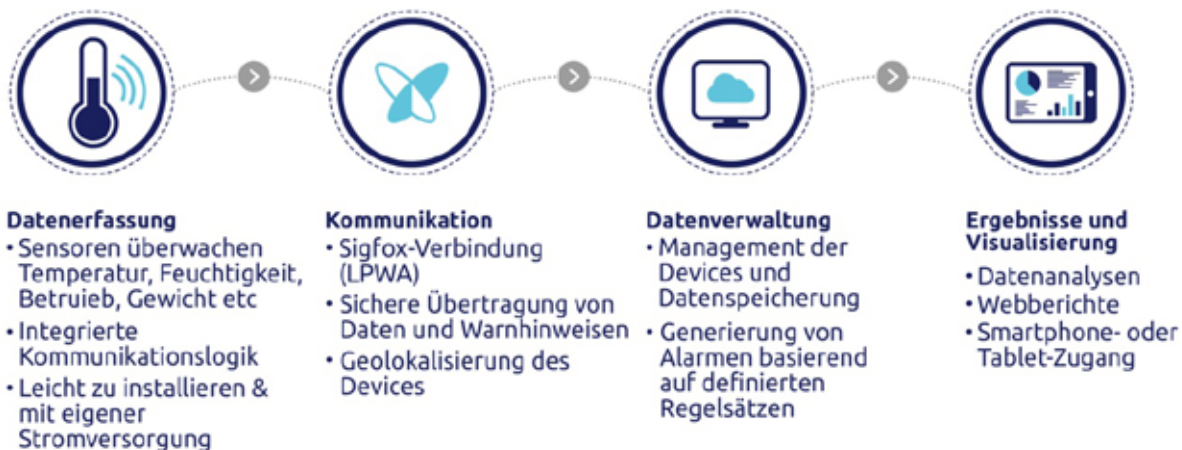 Datenerfassung
• Sensoren überwachen
Temperatur, Feuchtigkeit,
Betruieb, Gewicht etc
• Integrierte
Kommunikationslogik
• Leicht zu installieren &
mit eigener
Stromversorgung
Kommunikation
• Sigfox-Verbindung
(LPWA)
• Sichere Übertragung von
Daten und Warnhinweisen
• Geolokalisierung des
Devices
Datenverwaltung
• Management der
Devices und
Datenspeicherung
• Generierung von
Alarmen basierend
auf definierten
Regelsätzen
Ergebnisse und
Visualisierung
• Datenanalysen
• Webberichte
• Smartphone- oder
Tablet-Zugang